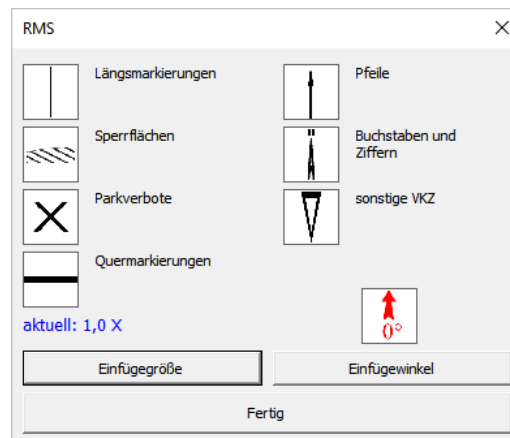 RMS
Längsmarkierungen
Pfeile
Sperrflächen
Buchstaben und
Ziffern
Parkverbote
sonstige VKZ
Quermarkierungen
aktuell: 1,0 X
0°
Einfügegröße
Einfügewinkel
Fertig